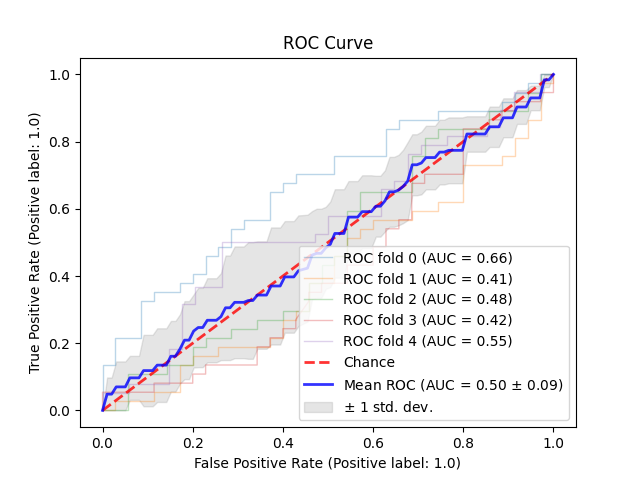 ROC Curve
True Positive Rate (Positive label: 1.0)
1.0
0.8
0.6
0.4
0.2
0.0
ROC fold 0 (AUC = 0.66)
ROC fold 1 (AUC = 0.41)
ROC fold 2 (AUC = 0.48)
ROC fold 3 (AUC = 0.42)
ROC fold 4 (AUC = 0.55)
Chance
Mean ROC (AUC = 0.50 ± 0.09)
± 1 std. dev.
0.0 0.2 0.4 0.6 0.8 1.0
False Positive Rate (Positive label: 1.0)